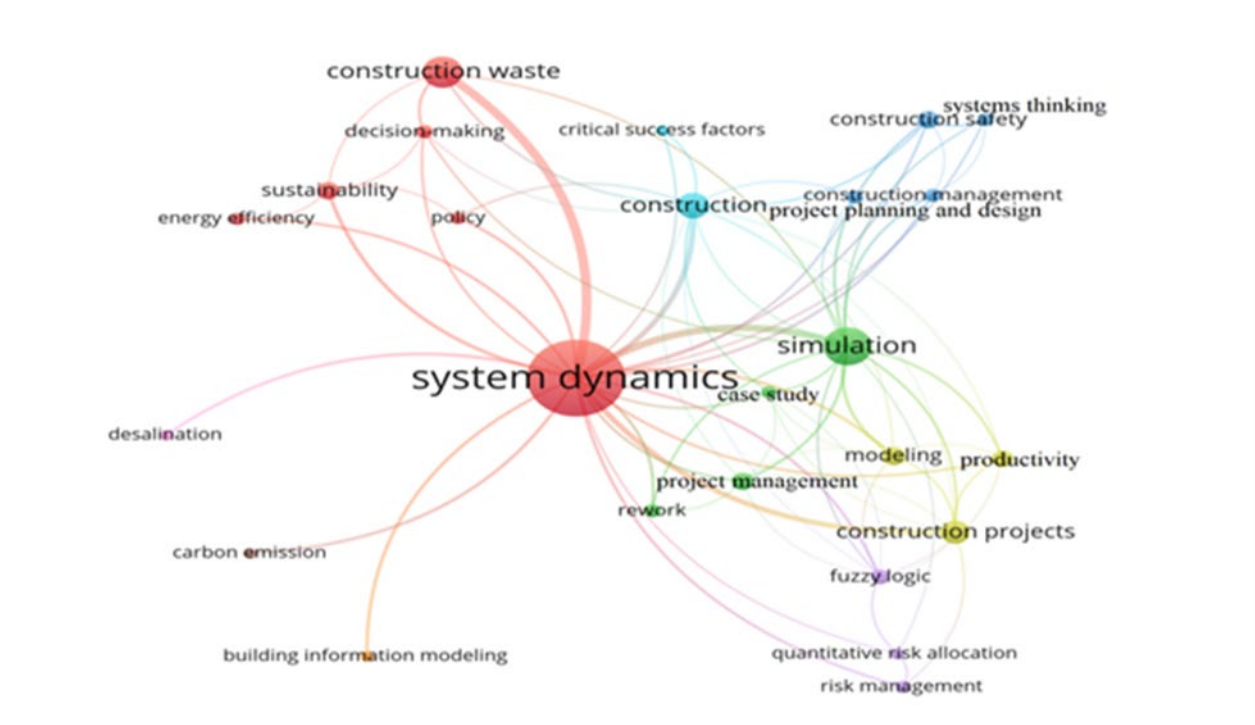 construction waste
systems thinking
construction safety
decision-making
critical success factors
sustainability
construction management
construction
project planning and design
energy efficiency
policy
simulation
system dynamics
case study
desalination
modeling
productivity
project management
rework
construction projects
carbon emission
fuzzy logic
building information modeling
quantitative risk allocation
risk management